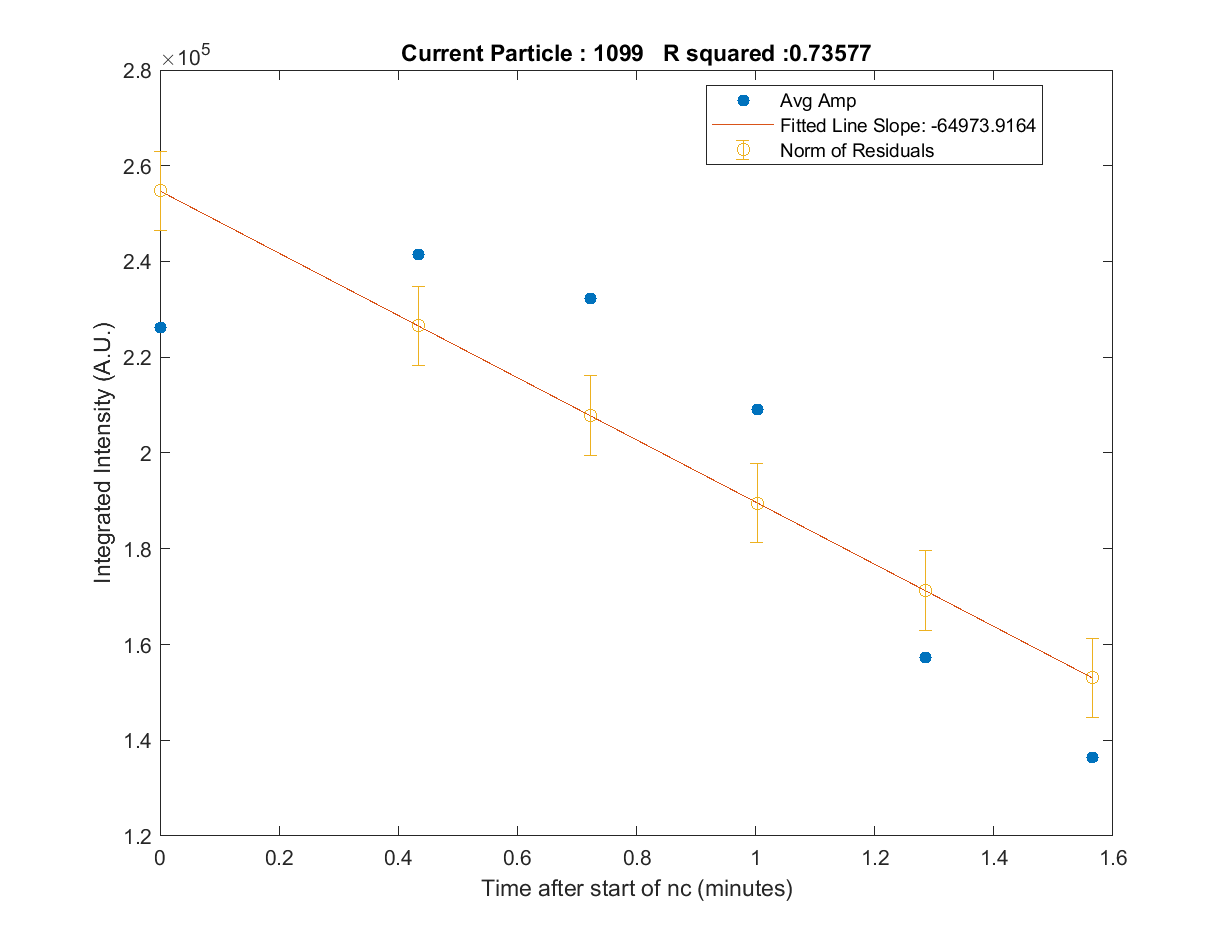 Current Particle : 1099   R squared :0.73577
×10^5
2.8
2.6
2.4
2.2
2
1.8
1.6
1.4
1.2
0 0.2 0.4 0.6 0.8 1 1.2 1.4 1.6
Integrated Intensity (A.U.)
Time after start of nc (minutes)
Avg Amp
Fitted Line Slope: -64973.9164
Norm of Residuals